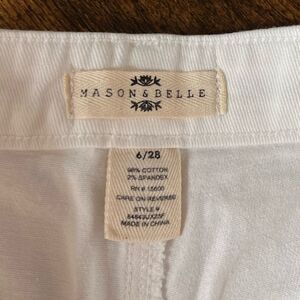 MASON & BELLE
6/28
98% COTTON
2% SPANDEX
RN # 15600
CARE ON REVERSE
STYLE #
MADE IN CHINA